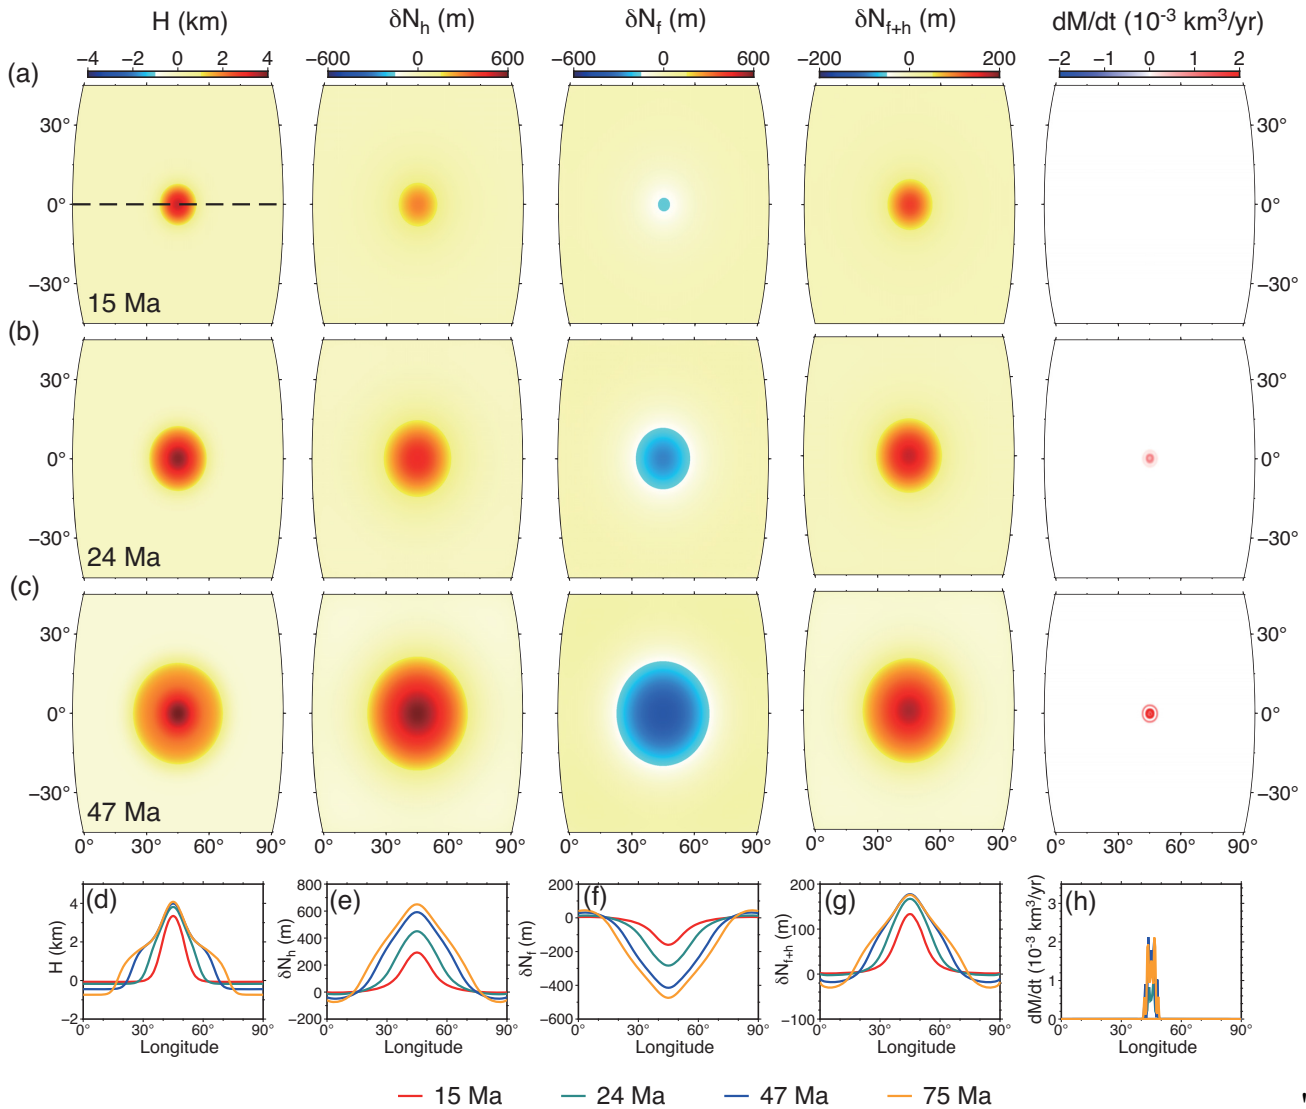 H (km) δN_h (m) δN_f (m) δN_f+h (m) dM/dt (10⁻³ km³/yr)
−4 −2 0 2 4 −600 0 600 −600 0 600 −200 0 200 −2 −1 0 1 2
(a)
30° 30°
0° 0°
−30° −30°
15 Ma
(b)
30° 30°
0° 0°
−30° −30°
24 Ma
(c)
30° 30°
0° 0°
−30° −30°
47 Ma
0° 30° 60° 90° 0° 30° 60° 90° 0° 30° 60° 90° 0° 30° 60° 90° 0° 30° 60° 90°
(d)
H (km)
4
2
0
−2
0° 30° 60° 90°
Longitude
(e)
δN_h (m)
800
600
400
200
0
−200
0° 30° 60° 90°
Longitude
(f)
δN_f (m)
200
0
−200
−400
−600
0° 30° 60° 90°
Longitude
(g)
δN_f+h (m)
200
100
0
−100
0° 30° 60° 90°
Longitude
(h)
dM/dt (10⁻³ km³/yr)
3
2
1
0
0° 30° 60° 90°
Longitude
15 Ma 24 Ma 47 Ma 75 Ma